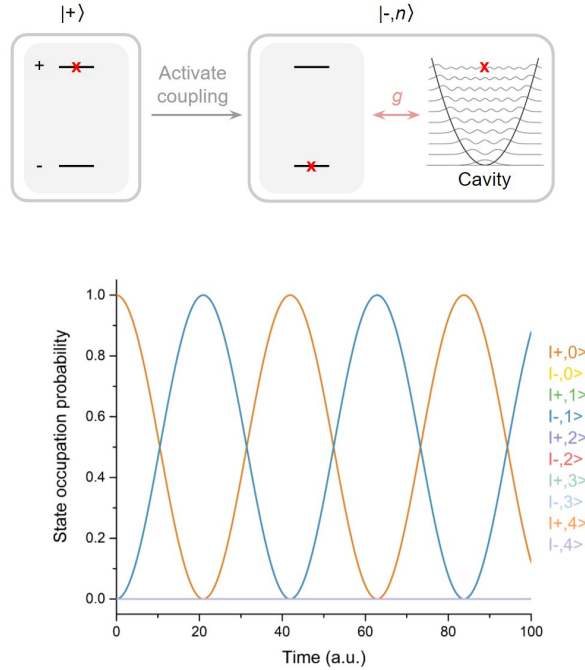 |+⟩
|-,n⟩
+
x
Activate
coupling
x
g
x
-
Cavity
State occupation probability
1.0
0.8
0.6
0.4
0.2
0.0
0
20
40
60
80
100
Time (a.u.)
|+,0>
|-,0>
|+,1>
|-,1>
|+,2>
|-,2>
|+,3>
|-,3>
|+,4>
|-,4>